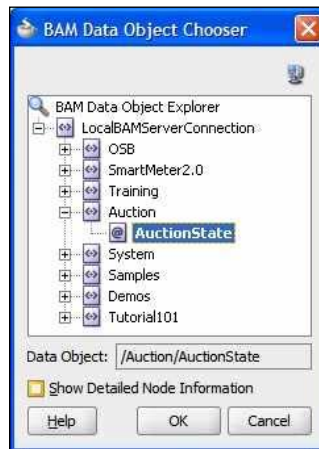 BAM Data Object Chooser
BAM Data Object Explorer
LocalBAMServerConnection
OSB
SmartMeter2.0
Training
Auction
AuctionState
System
Samples
Demos
Tutorial101
Data Object: /Auction/AuctionState
Show Detailed Node Information
Help OK Cancel